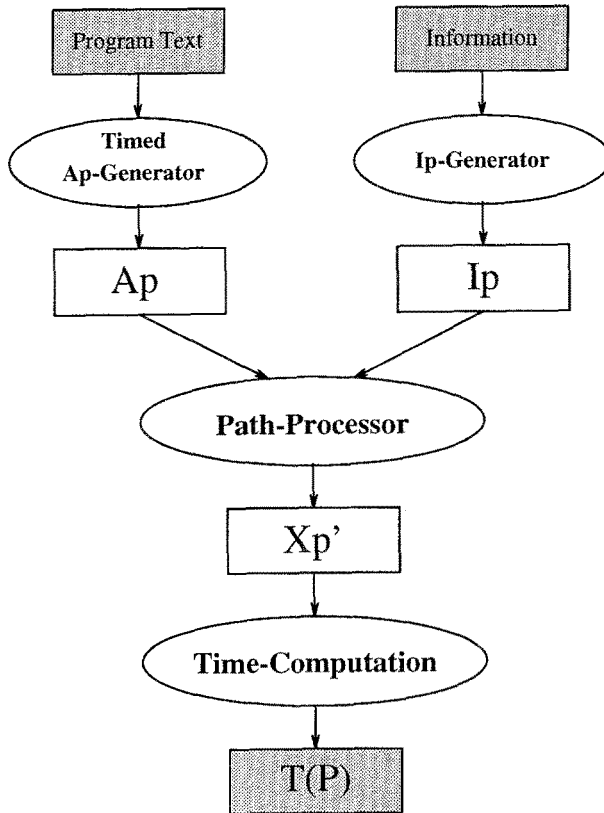 Program Text
Information
Timed
Ap-Generator
Ip-Generator
Ap
Ip
Path-Processor
Xp’
Time-Computation
T(P)